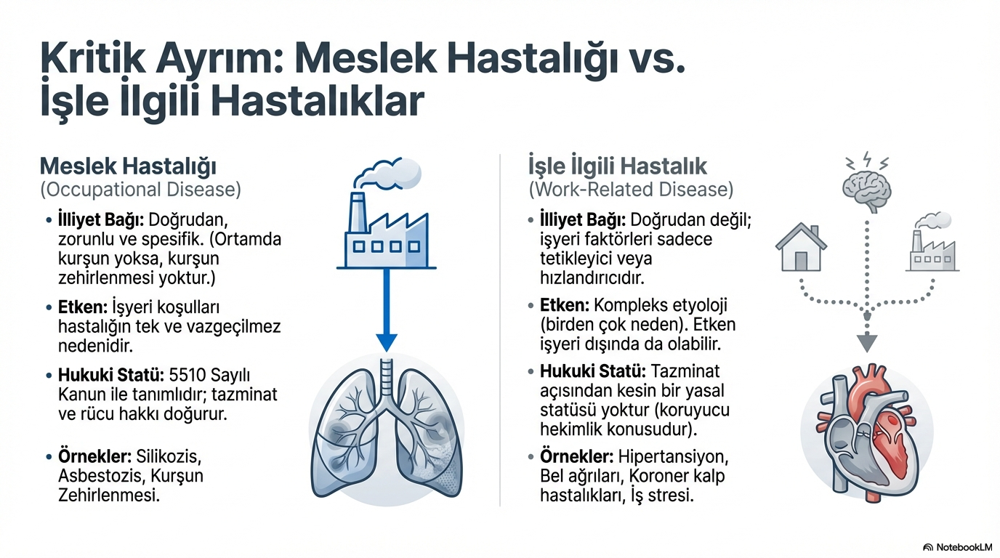 Kritik Ayrım: Meslek Hastalığı vs.
İşle İlgili Hastalıklar
Meslek Hastalığı
(Occupational Disease)
• İlliyet Bağı: Doğrudan,
zorunlu ve spesifik. (Ortamda
kurşun yoksa, kurşun
zehirlenmesi yoktur.)
• Etken: İşyeri koşulları
hastalığın tek ve vazgeçilmez
nedenidir.
• Hukuki Statü: 5510 Sayılı
Kanun ile tanımlıdır; tazminat
ve rücu hakkı doğurur.
• Örnekler: Silikozis,
Asbestozis, Kurşun
Zehirlenmesi.
İşle İlgili Hastalık
(Work-Related Disease)
• İlliyet Bağı: Doğrudan değil;
işyeri faktörleri sadece
tetikleyici veya
hızlandırıcıdır.
• Etken: Kompleks etyoloji
(birden çok neden). Etken
işyeri dışında da olabilir.
• Hukuki Statü: Tazminat
açısından kesin bir yasal
statüsü yoktur (koruyucu
hekimlik konusudur).
• Örnekler: Hipertansiyon,
Bel ağrıları, Koroner kalp
hastalıkları, İş stresi.
NotebookLM